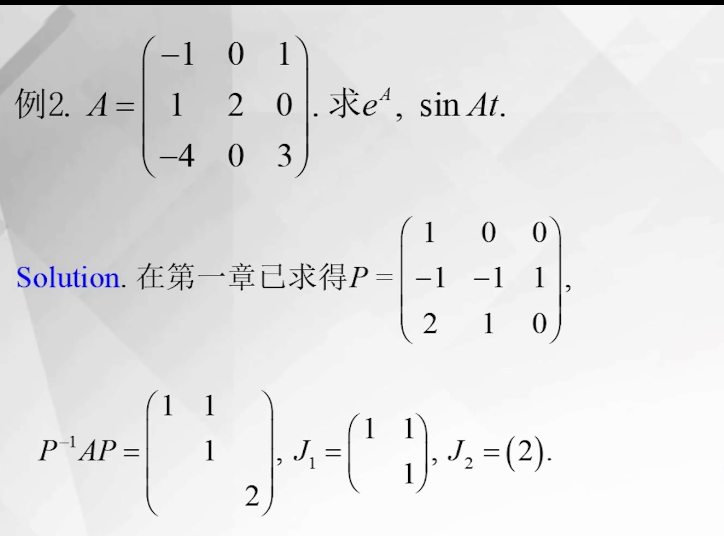 例2. A = \begin{pmatrix} -1 & 0 & 1 \\ 1 & 2 & 0 \\ -4 & 0 & 3 \end{pmatrix}. 求e^A, sin At.
Solution. 在第一章已求得P = \begin{pmatrix} 1 & 0 & 0 \\ -1 & -1 & 1 \\ 2 & 1 & 0 \end{pmatrix},
P^{-1}AP = \begin{pmatrix} 1 & 1 & \\ & 1 & \\ & & 2 \end{pmatrix}, J_1 = \begin{pmatrix} 1 & 1 \\ & 1 \end{pmatrix}, J_2 = (2).